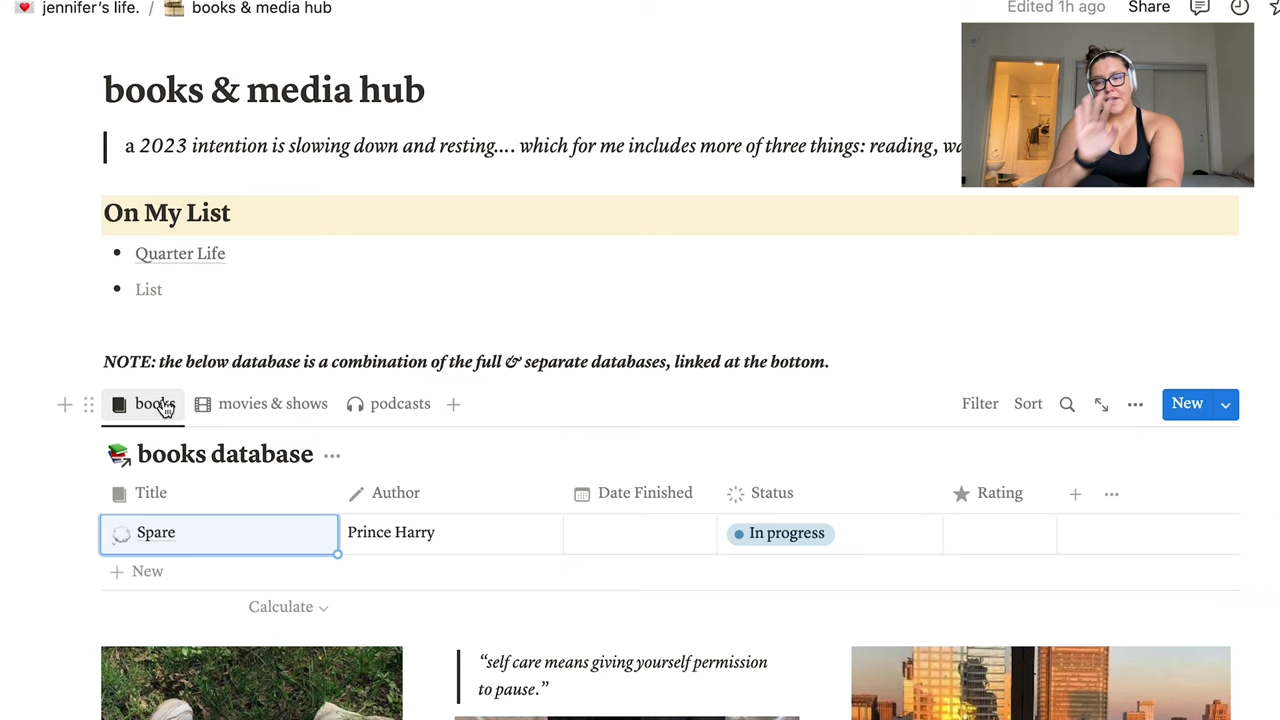 jennifer's life. / books & media hub
Edited 1h ago Share
books & media hub
a 2023 intention is slowing down and resting…. which for me includes more of three things: reading,
On My List
• Quarter Life
• List
NOTE: the below database is a combination of the full & separate databases, linked at the bottom.
books movies & shows podcasts
Filter Sort New
books database
Title Author Date Finished Status Rating
Spare Prince Harry In progress
New
Calculate
“self care means giving yourself permission
to pause.”